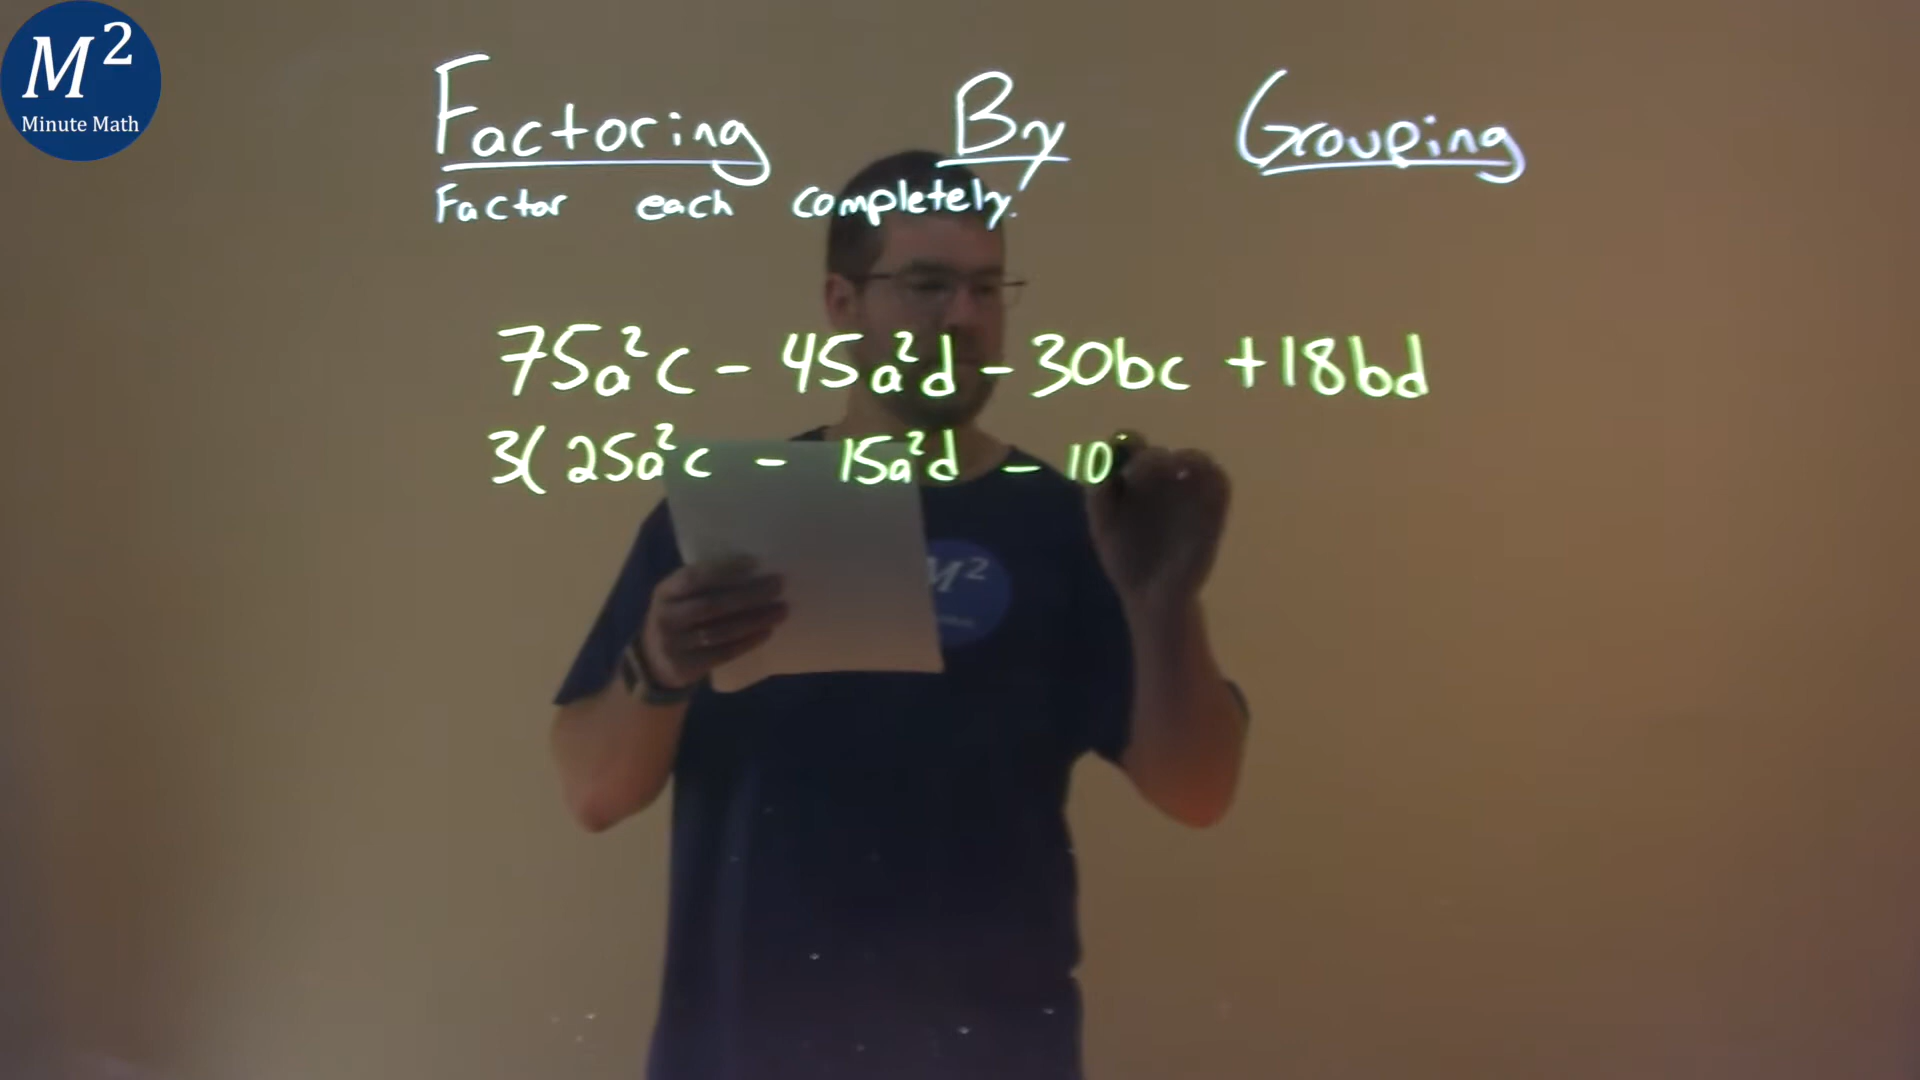 M²
Minute Math
Factoring By Grouping
Factor each completely.
75a²c - 45a²d - 30bc + 18bd
3( 25a²c - 15a²d - 10
M²